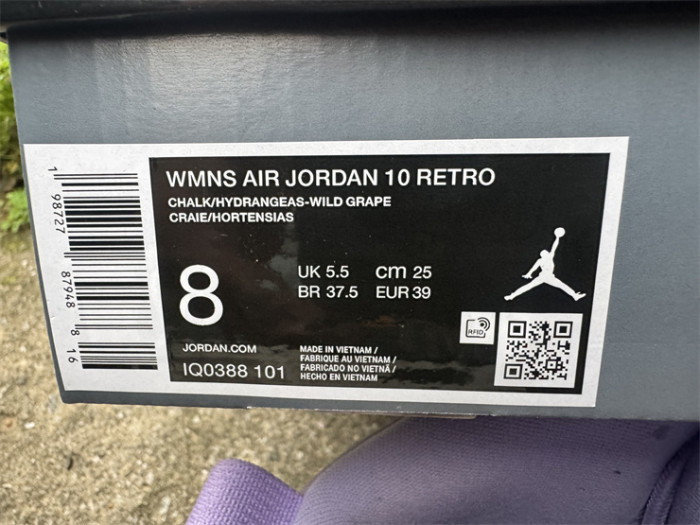 WMNS AIR JORDAN 10 RETRO
CHALK/HYDRANGEAS-WILD GRAPE
CRAIE/HORTENSIAS
8
UK 5.5 cm 25
BR 37.5 EUR 39
JORDAN.COM
IQ0388 101
MADE IN VIETNAM /
FABRIQUE AU VIETNAM /
FABRICADO NO VIETNÃ /
HECHO EN VIETNAM
RFID
1 98727 87948 8 16